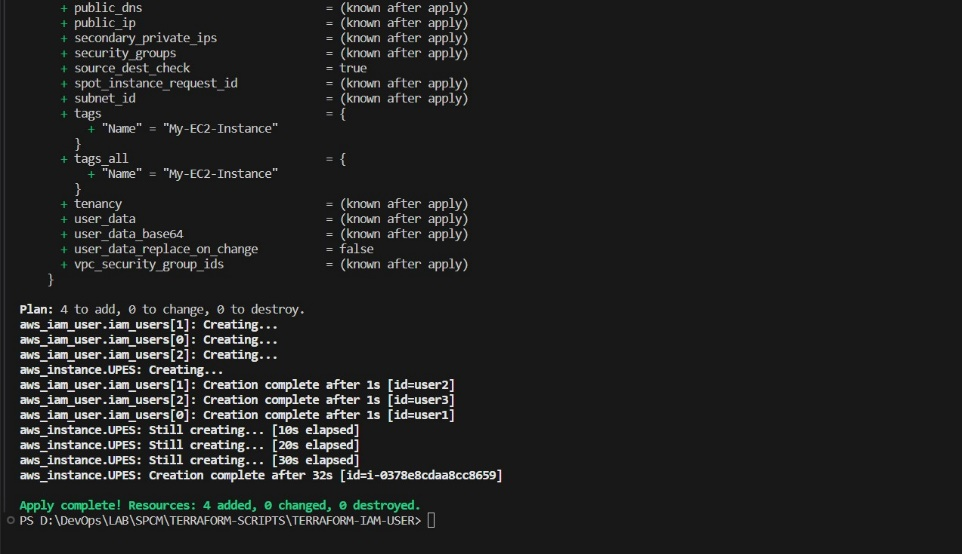 + public_dns = (known after apply)
+ public_ip = (known after apply)
+ secondary_private_ips = (known after apply)
+ security_groups = (known after apply)
+ source_dest_check = true
+ spot_instance_request_id = (known after apply)
+ subnet_id = (known after apply)
+ tags = {
+ "Name" = "My-EC2-Instance"
}
+ tags_all = {
+ "Name" = "My-EC2-Instance"
}
+ tenancy = (known after apply)
+ user_data = (known after apply)
+ user_data_base64 = (known after apply)
+ user_data_replace_on_change = false
+ vpc_security_group_ids = (known after apply)
}
Plan: 4 to add, 0 to change, 0 to destroy.
aws_iam_user.iam_users[1]: Creating...
aws_iam_user.iam_users[0]: Creating...
aws_iam_user.iam_users[2]: Creating...
aws_instance.UPES: Creating...
aws_iam_user.iam_users[1]: Creation complete after 1s [id=user2]
aws_iam_user.iam_users[2]: Creation complete after 1s [id=user3]
aws_iam_user.iam_users[0]: Creation complete after 1s [id=user1]
aws_instance.UPES: Still creating... [10s elapsed]
aws_instance.UPES: Still creating... [20s elapsed]
aws_instance.UPES: Still creating... [30s elapsed]
aws_instance.UPES: Creation complete after 32s [id=i-0378e8cdaa8cc8659]
Apply complete! Resources: 4 added, 0 changed, 0 destroyed.
PS D:\DevOps\LAB\SPCM\TERRAFORM-SCRIPTS\TERRAFORM-IAM-USER>